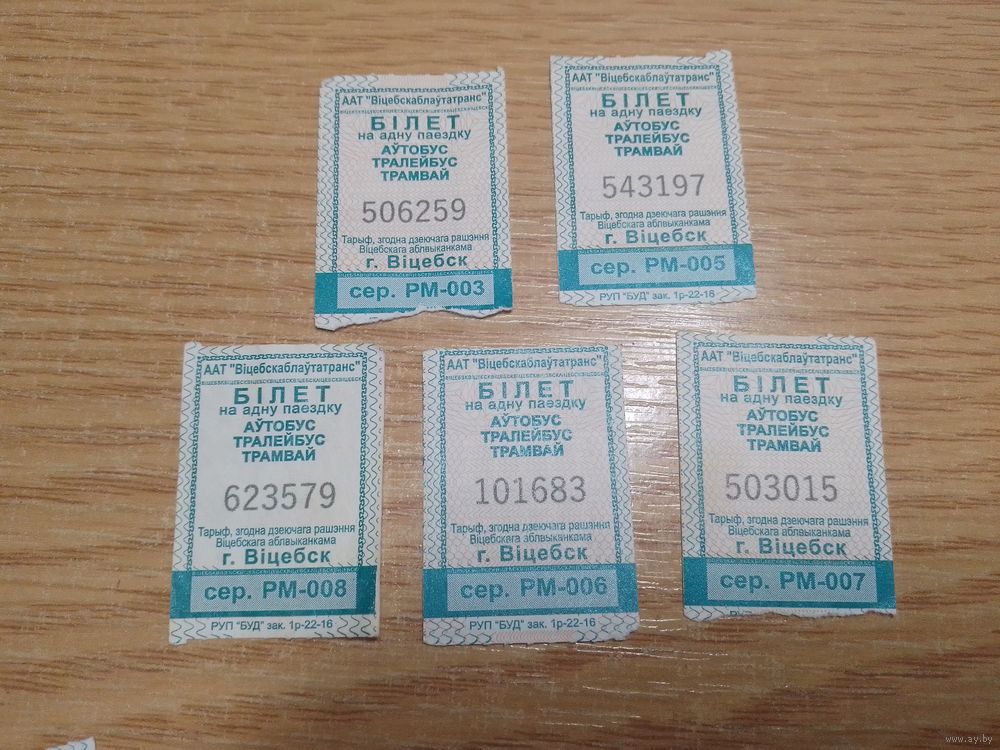 ААТ "Віцебскаблаўтатранс"
БІЛЕТ
на адну паездку
АЎТОБУС
ТРАЛЕЙБУС
ТРАМВАЙ
506259
Тарыф, згодна дзеючага рашэння
Віцебскага аблвыканкама
г. Віцебск
сер. РМ-003
ААТ "Віцебскаблаўтатранс"
БІЛЕТ
на адну паездку
АЎТОБУС
ТРАЛЕЙБУС
ТРАМВАЙ
543197
Тарыф, згодна дзеючага рашэння
Віцебскага аблвыканкама
г. Віцебск
сер. РМ-005
РУП "БУД" зак. 1р-22-16
ААТ "Віцебскаблаўтатранс"
БІЛЕТ
на адну паездку
АЎТОБУС
ТРАЛЕЙБУС
ТРАМВАЙ
623579
Тарыф, згодна дзеючага рашэння
Віцебскага аблвыканкама
г. Віцебск
сер. РМ-008
РУП "БУД" зак. 1р-22-16
ААТ "Віцебскаблаўтатранс"
БІЛЕТ
на адну паездку
АЎТОБУС
ТРАЛЕЙБУС
ТРАМВАЙ
101683
Тарыф, згодна дзеючага рашэння
Віцебскага аблвыканкама
г. Віцебск
сер. РМ-006
РУП "БУД" зак. 1р-22-16
ААТ "Віцебскаблаўтатранс"
БІЛЕТ
на адну паездку
АЎТОБУС
ТРАЛЕЙБУС
ТРАМВАЙ
503015
Тарыф, згодна дзеючага рашэння
Віцебскага аблвыканкама
г. Віцебск
сер. РМ-007
www.ay.by